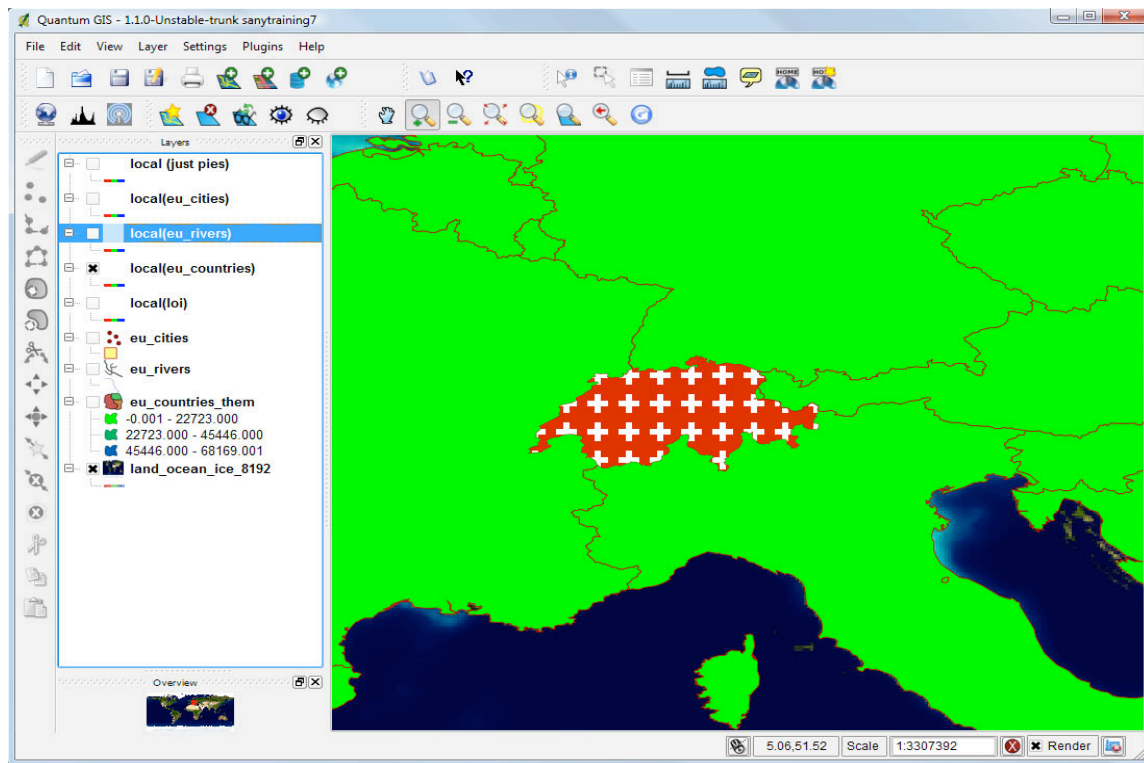 Quantum GIS - 1.1.0-Unstable-trunk sanytraining7
File Edit View Layer Settings Plugins Help
HOME
Layers
local (just pies)
local(eu_cities)
local(eu_rivers)
local(eu_countries)
local(loi)
eu_cities
eu_rivers
eu_countries_them
-0.001 - 22723.000
22723.000 - 45446.000
45446.000 - 68169.001
land_ocean_ice_8192
Overview
5.06,51.52 Scale 1:3307392 Render